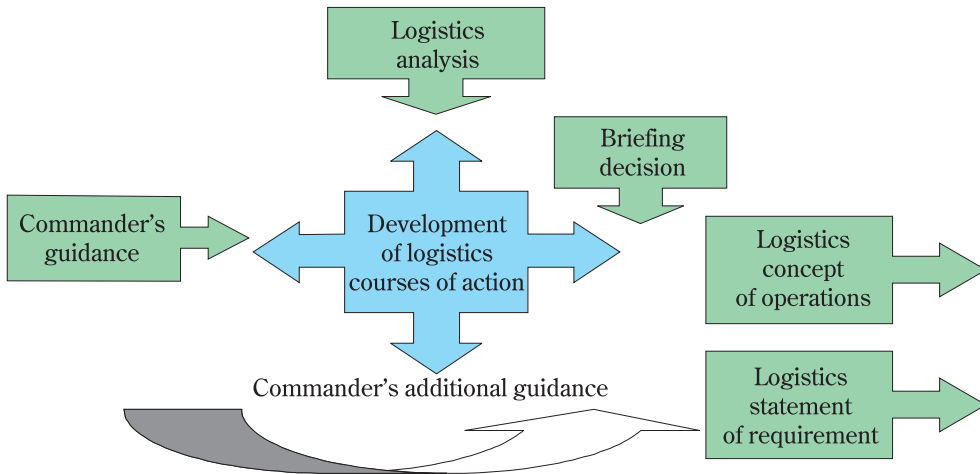 Logistics
analysis
Briefing
decision
Commander’s
guidance
Development
of logistics
courses of action
Logistics
concept
of operations
Commander’s additional guidance
Logistics
statement
of requirement